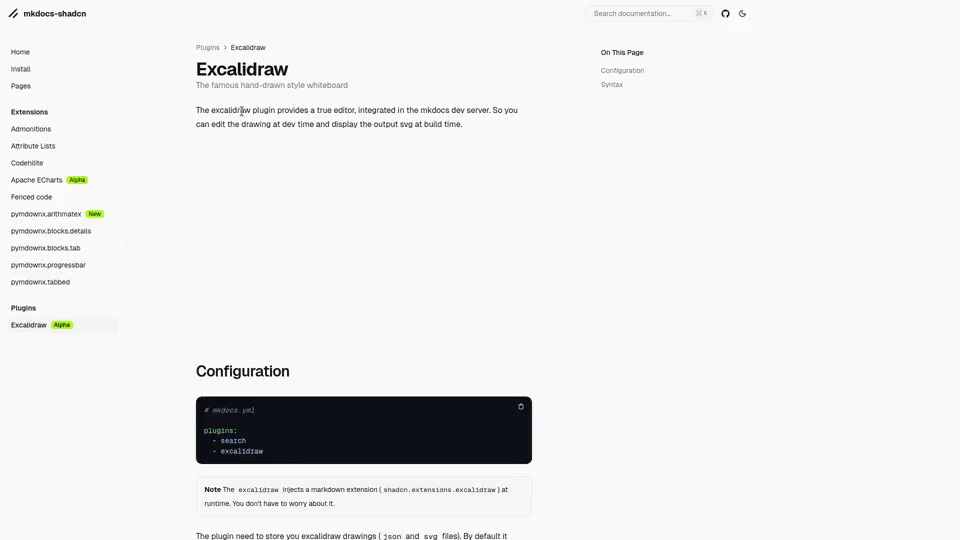 mkdocs-shadcn
Search documentation... ⌘ K
Home
Install
Pages
Extensions
Admonitions
Attribute Lists
Codehilite
Apache ECharts Alpha
Fenced code
pymdownx.arithmatex New
pymdownx.blocks.details
pymdownx.blocks.tab
pymdownx.progressbar
pymdownx.tabbed
Plugins
Excalidraw Alpha
Plugins > Excalidraw
Excalidraw
The famous hand-drawn style whiteboard
The excalidraw plugin provides a true editor, integrated in the mkdocs dev server. So you
can edit the drawing at dev time and display the output svg at build time.
Configuration
# mkdocs.yml
plugins:
- search
- excalidraw
Note The excalidraw injects a markdown extension ( shadcn.extensions.excalidraw ) at
runtime. You don't have to worry about it.
The plugin need to store you excalidraw drawings ( json and svg files). By default it
On This Page
Configuration
Syntax